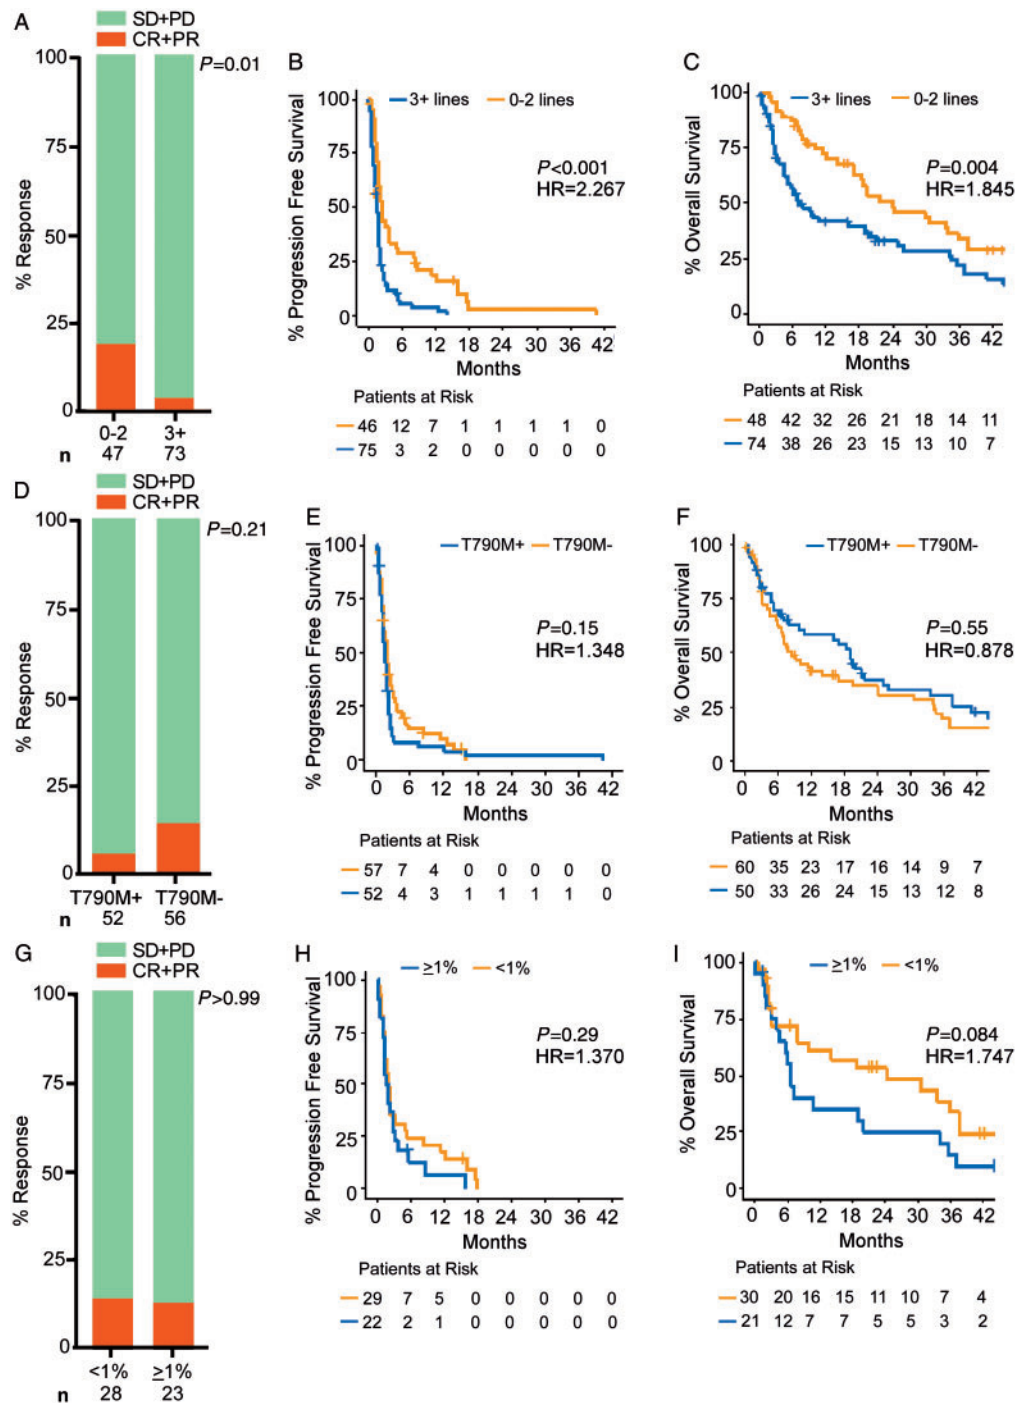 A
SD+PD
CR+PR
P=0.01
% Response
100
75
50
25
0
0-2 3+
n 47 73
B
3+ lines 0-2 lines
P<0.001
HR=2.267
% Progression Free Survival
100
75
50
25
0
0 6 12 18 24 30 36 42
Months
Patients at Risk
46 12 7 1 1 1 1 0
75 3 2 0 0 0 0 0
C
3+ lines 0-2 lines
P=0.004
HR=1.845
% Overall Survival
100
75
50
25
0
0 6 12 18 24 30 36 42
Months
Patients at Risk
48 42 32 26 21 18 14 11
74 38 26 23 15 13 10 7
D
SD+PD
CR+PR
P=0.21
% Response
100
75
50
25
0
T790M+ T790M-
n 52 56
E
T790M+ T790M-
P=0.15
HR=1.348
% Progression Free Survival
100
75
50
25
0
0 6 12 18 24 30 36 42
Months
Patients at Risk
57 7 4 0 0 0 0 0
52 4 3 1 1 1 1 0
F
T790M+ T790M-
P=0.55
HR=0.878
% Overall Survival
100
75
50
25
0
0 6 12 18 24 30 36 42
Months
Patients at Risk
60 35 23 17 16 14 9 7
50 33 26 24 15 13 12 8
G
SD+PD
CR+PR
P>0.99
% Response
100
75
50
25
0
<1% ≥1%
n 28 23
H
≥1% <1%
P=0.29
HR=1.370
% Progression Free Survival
100
75
50
25
0
0 6 12 18 24 30 36 42
Months
Patients at Risk
29 7 5 0 0 0 0 0
22 2 1 0 0 0 0 0
I
≥1% <1%
P=0.084
HR=1.747
% Overall Survival
100
75
50
25
0
0 6 12 18 24 30 36 42
Months
Patients at Risk
30 20 16 15 11 10 7 4
21 12 7 7 5 5 3 2